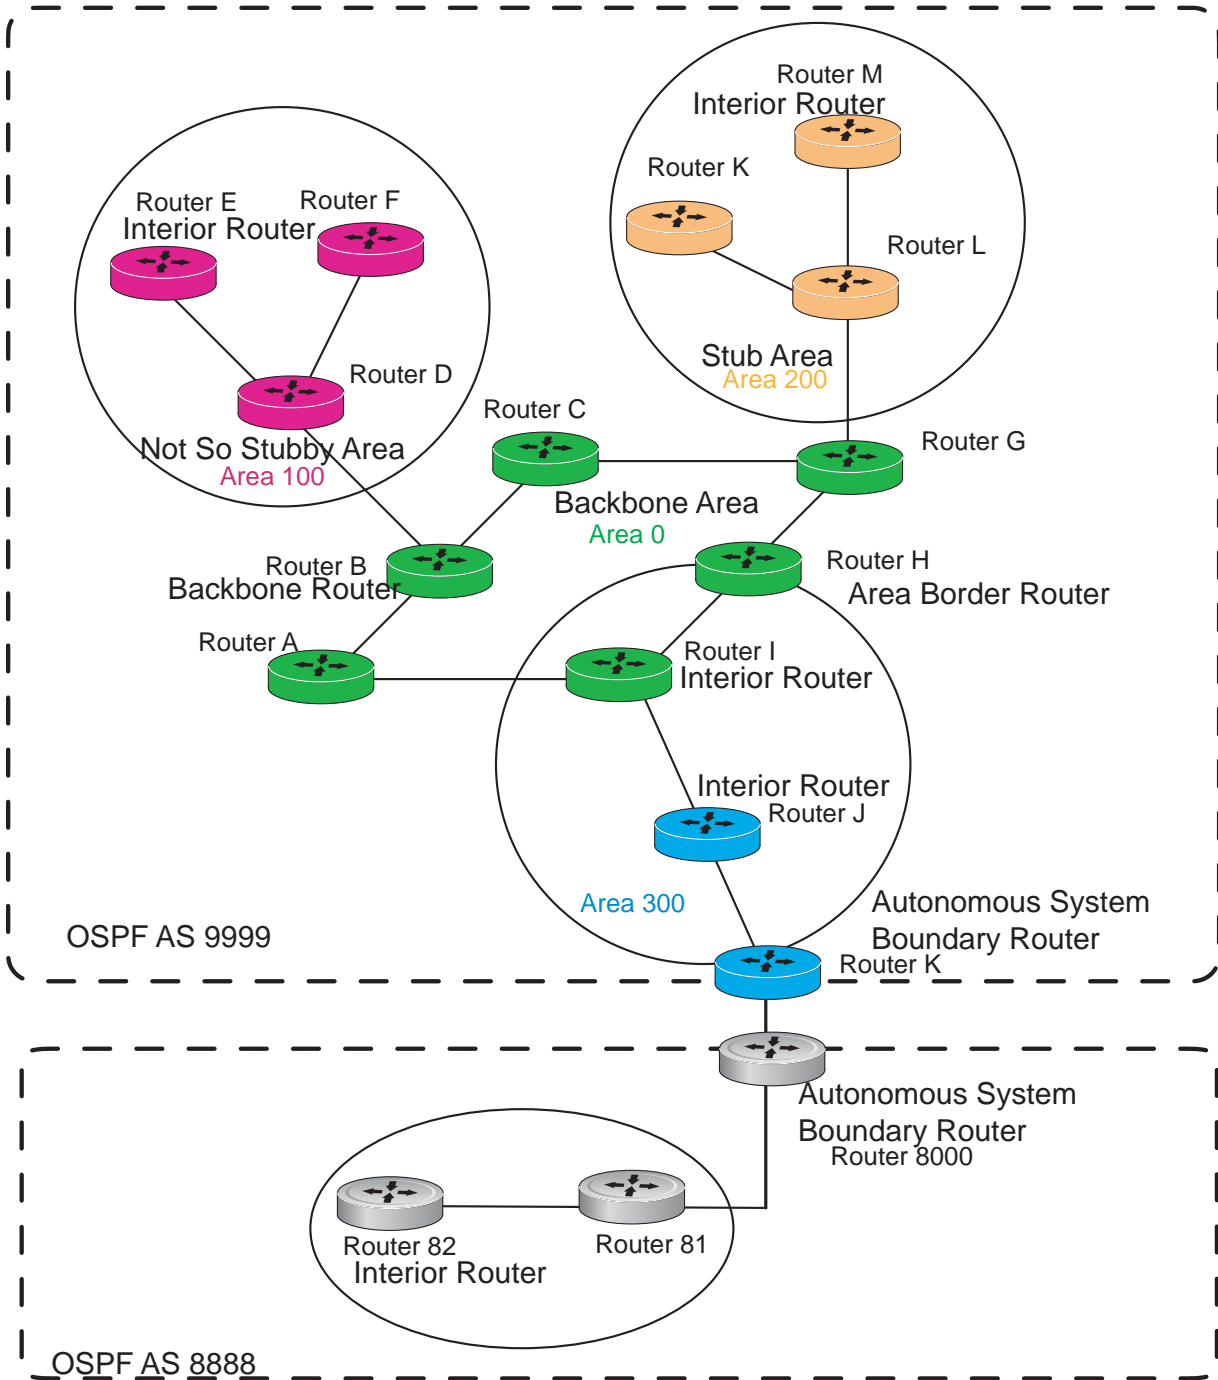 Router M
Interior Router
Router K
Router E
Interior Router
Router F
Router L
Stub Area
Area 200
Router D
Router C
Router G
Not So Stubby Area
Area 100
Backbone Area
Area 0
Router B
Backbone Router
Router H
Area Border Router
Router A
Router I
Interior Router
Interior Router
Router J
Area 300
Autonomous System
Boundary Router
Router K
OSPF AS 9999
Autonomous System
Boundary Router
Router 8000
Router 82
Interior Router
Router 81
OSPF AS 8888